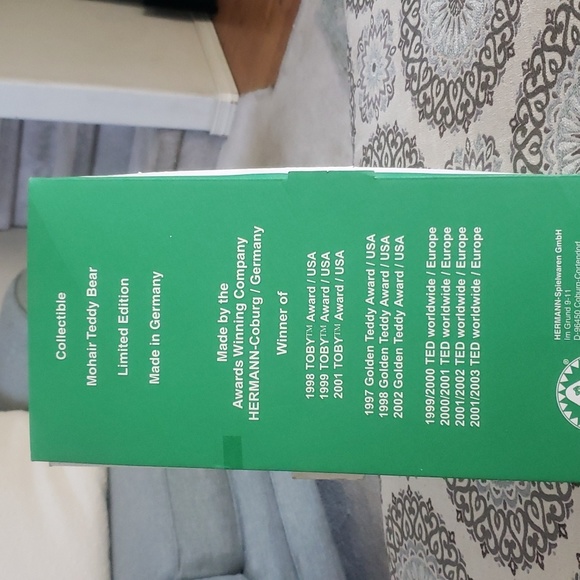 Collectible
Mohair Teddy Bear
Limited Edition
Made in Germany
Made by the
Awards Winning Company
HERMANN-Coburg / Germany
Winner of
1998 TOBY™ Award / USA
1999 TOBY™ Award / USA
2001 TOBY™ Award / USA
1997 Golden Teddy Award / USA
1998 Golden Teddy Award / USA
2002 Golden Teddy Award / USA
1999/2000 TED worldwide / Europe
2000/2001 TED worldwide / Europe
2001/2002 TED worldwide / Europe
2001/2003 TED worldwide / Europe
HERMANN-Spielwaren GmbH
Im Grund 9-11